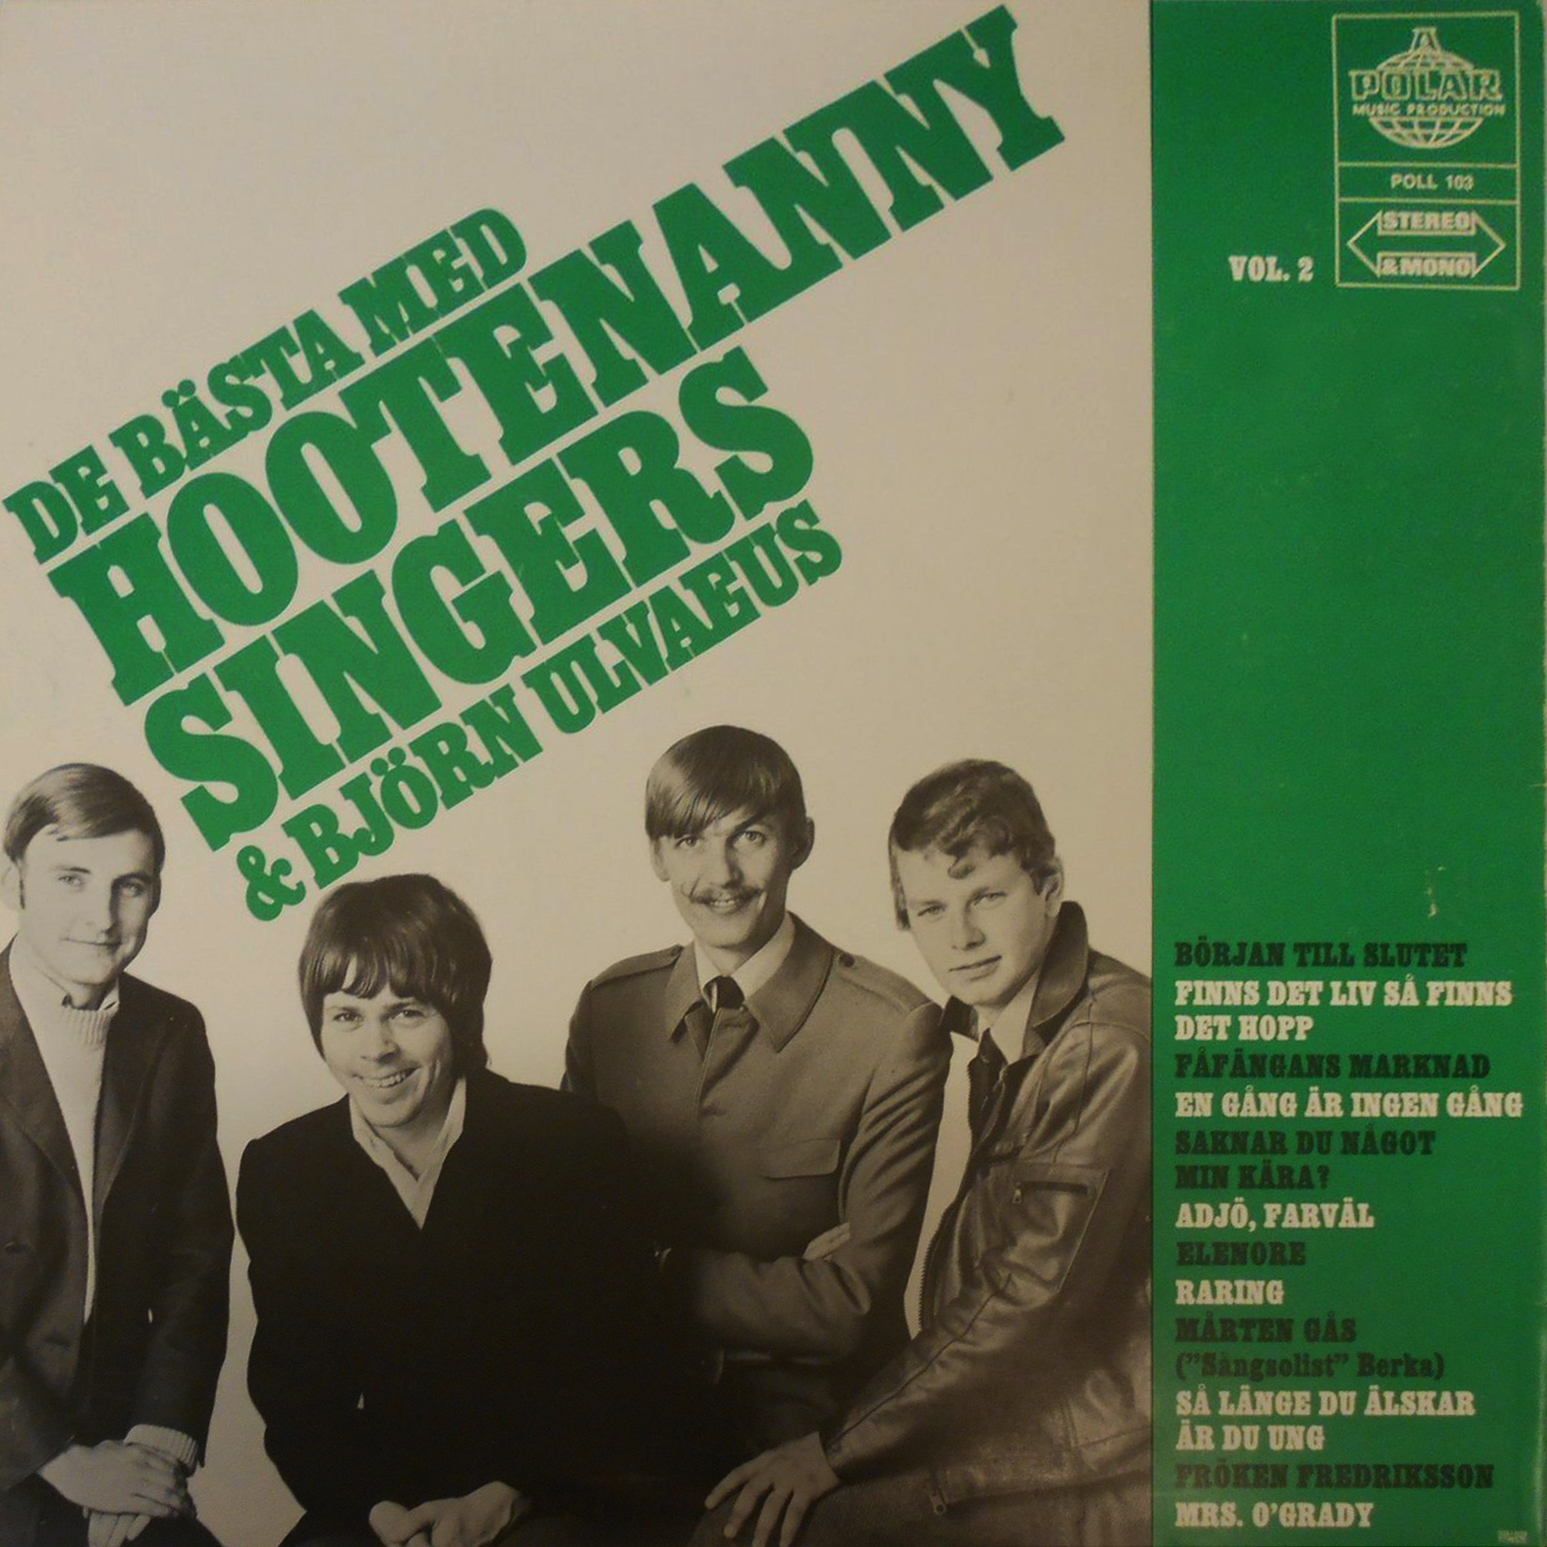 DE BÄSTA MED
HOOTENANNY
SINGERS
& BJÖRN ULVAEUS
A
POLAR
MUSIC PRODUCTION
POLL 103
STEREO
& MONO
VOL. 2
BÖRJAN TILL SLUTET
FINNS DET LIV SÅ FINNS
DET HOPP
FÅFÄNGANS MARKNAD
EN GÅNG ÄR INGEN GÅNG
SAKNAR DU NÅGOT
MIN KÄRA?
ADJÖ, FARVÄL
ELENORE
RARING
MÅRTEN GÅS
("Sångsolist" Berka)
SÅ LÄNGE DU ÄLSKAR
ÄR DU UNG
FRÖKEN FREDRIKSSON
MRS. O'GRADY